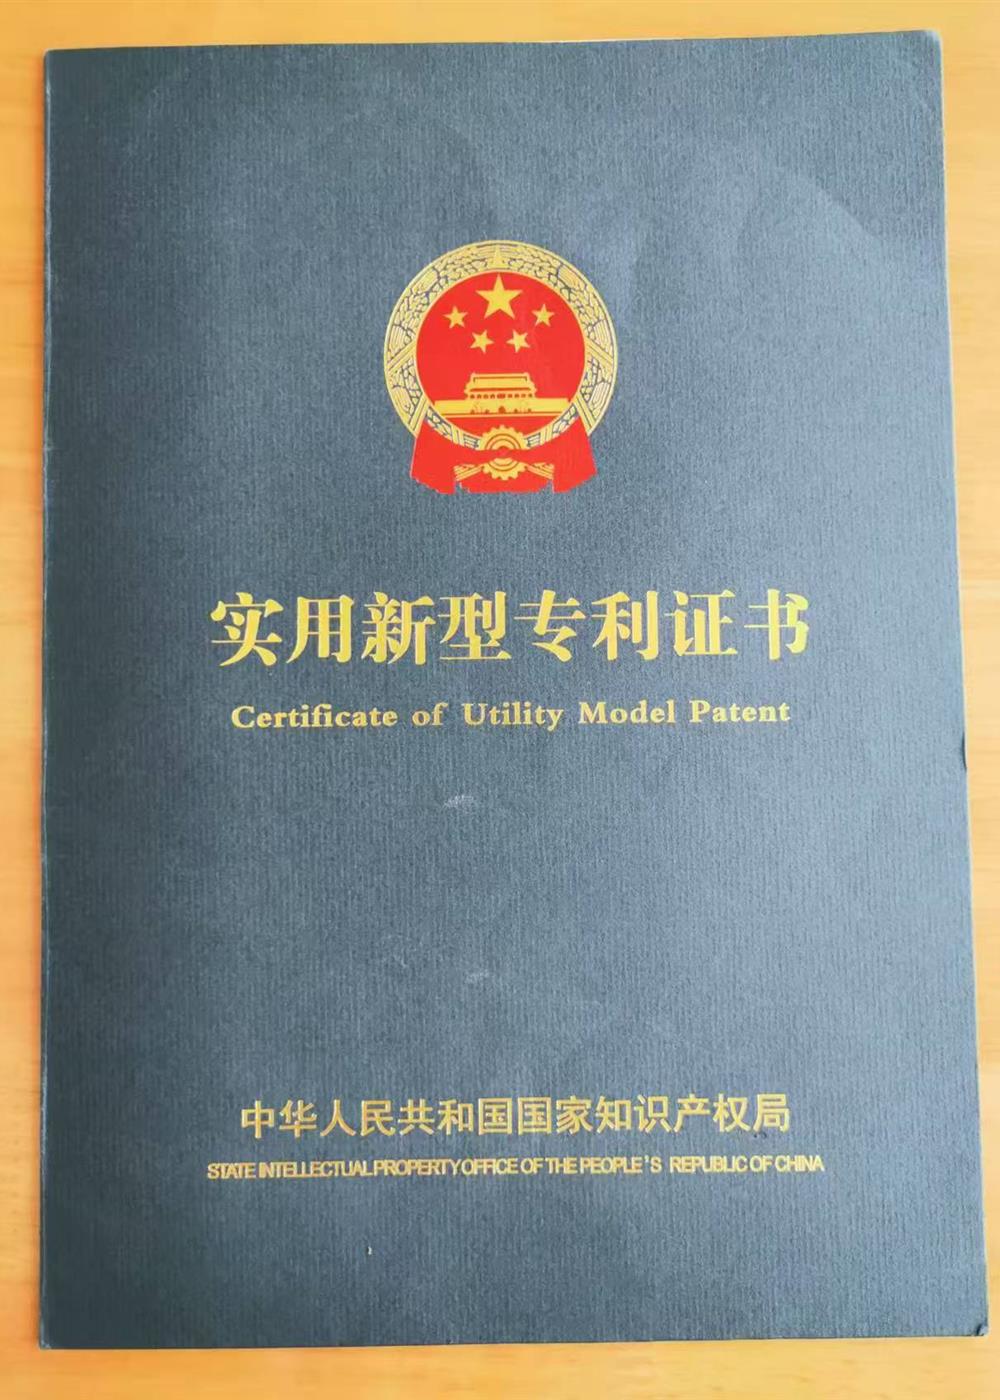 实用新型专利证书
Certificate of Utility Model Patent
中华人民共和国国家知识产权局
STATE INTELLECTUAL PROPERTY OFFICE OF THE PEOPLE'S REPUBLIC OF CHINA